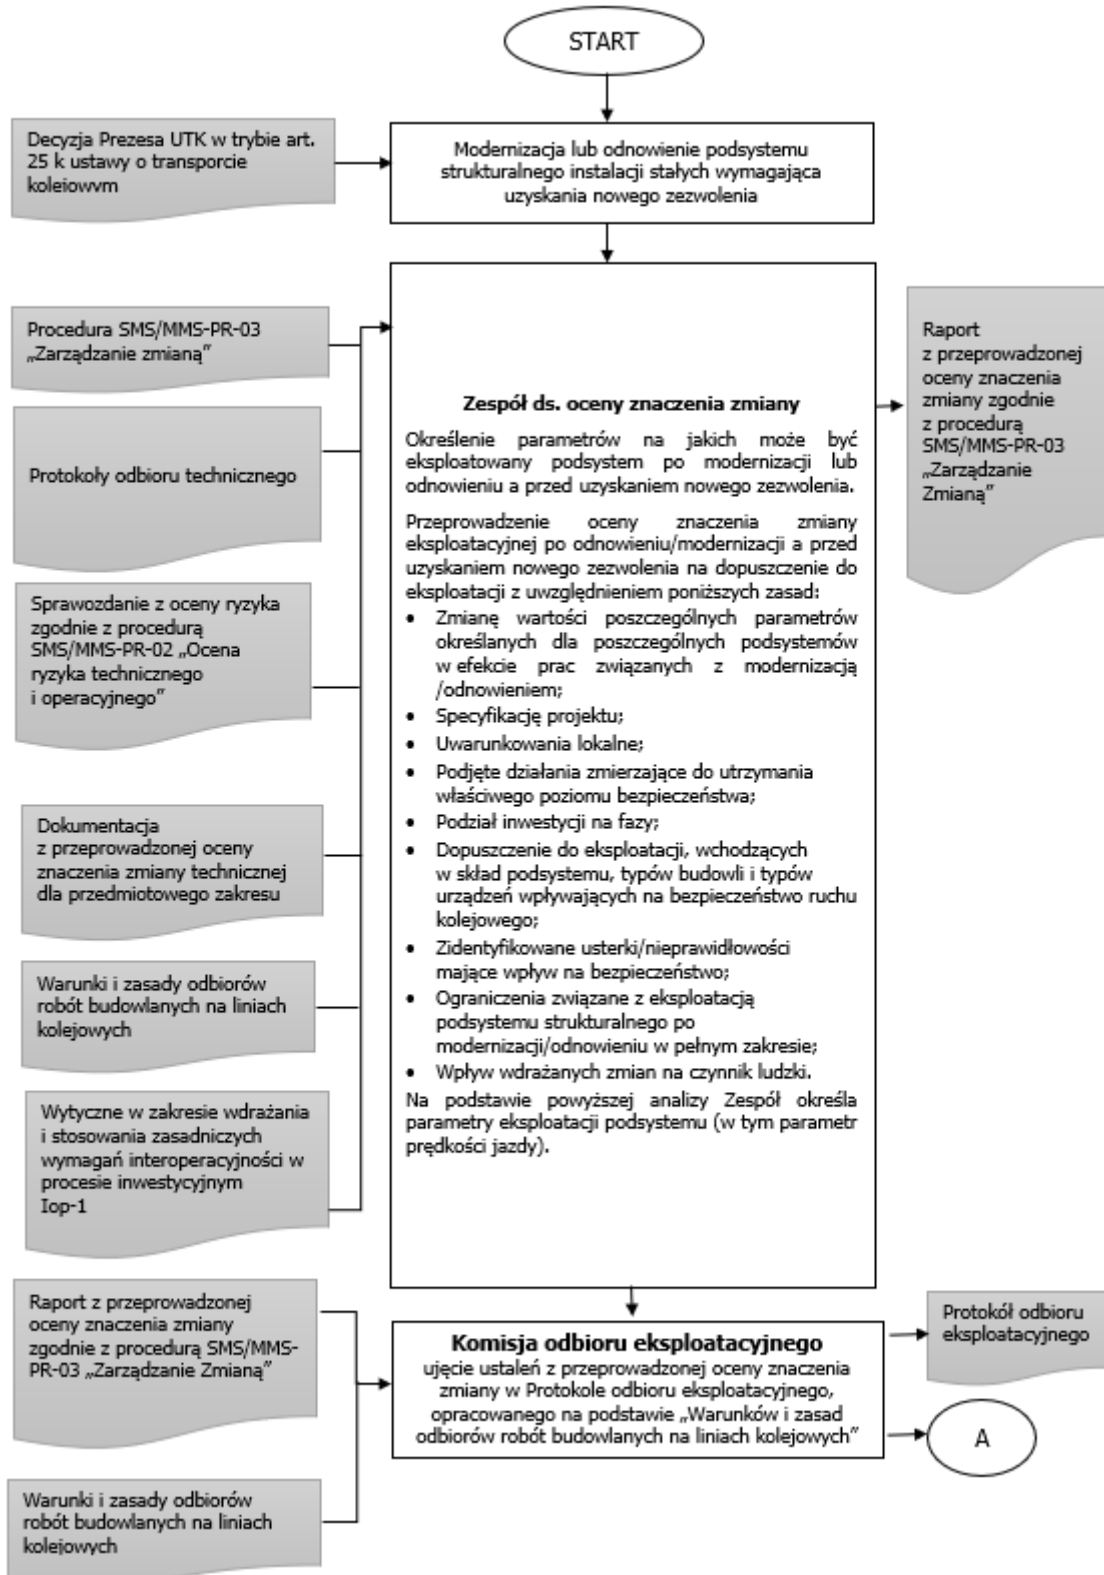 START
Decyzja Prezesa UTK w trybie art.
25 k ustawy o transporcie
kolejowym
Modernizacja lub odnowienie podsystemu
strukturalnego instalacji stałych wymagająca
uzyskania nowego zezwolenia
Procedura SMS/MMS-PR-03
„Zarządzanie zmianą”
Protokoły odbioru technicznego
Sprawozdanie z oceny ryzyka
zgodnie z procedurą
SMS/MMS-PR-02 „Ocena
ryzyka technicznego
i operacyjnego”
Dokumentacja
z przeprowadzonej oceny
znaczenia zmiany technicznej
dla przedmiotowego zakresu
Warunki i zasady odbiorów
robót budowlanych na liniach
kolejowych
Wytyczne w zakresie wdrażania
i stosowania zasadniczych
wymagań interoperacyjności w
procesie inwestycyjnym
Iop-1
Zespół ds. oceny znaczenia zmiany
Określenie parametrów na jakich może być
eksploatowany podsystem po modernizacji lub
odnowieniu a przed uzyskaniem nowego zezwolenia.
Przeprowadzenie oceny znaczenia zmiany
eksploatacyjnej po odnowieniu/modernizacji a przed
uzyskaniem nowego zezwolenia na dopuszczenie do
eksploatacji z uwzględnieniem poniższych zasad:
• Zmianę wartości poszczególnych parametrów
określanych dla poszczególnych podsystemów
w efekcie prac związanych z modernizacją
/odnowieniem;
• Specyfikację projektu;
• Uwarunkowania lokalne;
• Podjęte działania zmierzające do utrzymania
właściwego poziomu bezpieczeństwa;
• Podział inwestycji na fazy;
• Dopuszczenie do eksploatacji, wchodzących
w skład podsystemu, typów budowli i typów
urządzeń wpływających na bezpieczeństwo ruchu
kolejowego;
• Zidentyfikowane usterki/nieprawidłowości
mające wpływ na bezpieczeństwo;
• Ograniczenia związane z eksploatacją
podsystemu strukturalnego po
modernizacji/odnowieniu w pełnym zakresie;
• Wpływ wdrażanych zmian na czynnik ludzki.
Na podstawie powyższej analizy Zespół określa
parametry eksploatacji podsystemu (w tym parametr
prędkości jazdy).
Raport
z przeprowadzonej
oceny znaczenia
zmiany zgodnie
z procedurą
SMS/MMS-PR-03
„Zarządzanie
Zmianą”
Raport z przeprowadzonej
oceny znaczenia zmiany
zgodnie z procedurą SMS/MMS-
PR-03 „Zarządzanie Zmianą”
Warunki i zasady odbiorów
robót budowlanych na liniach
kolejowych
Komisja odbioru eksploatacyjnego
ujęcie ustaleń z przeprowadzonej oceny znaczenia
zmiany w Protokole odbioru eksploatacyjnego,
opracowanego na podstawie „Warunków i zasad
odbiorów robót budowlanych na liniach kolejowych”
Protokół odbioru
eksploatacyjnego
A